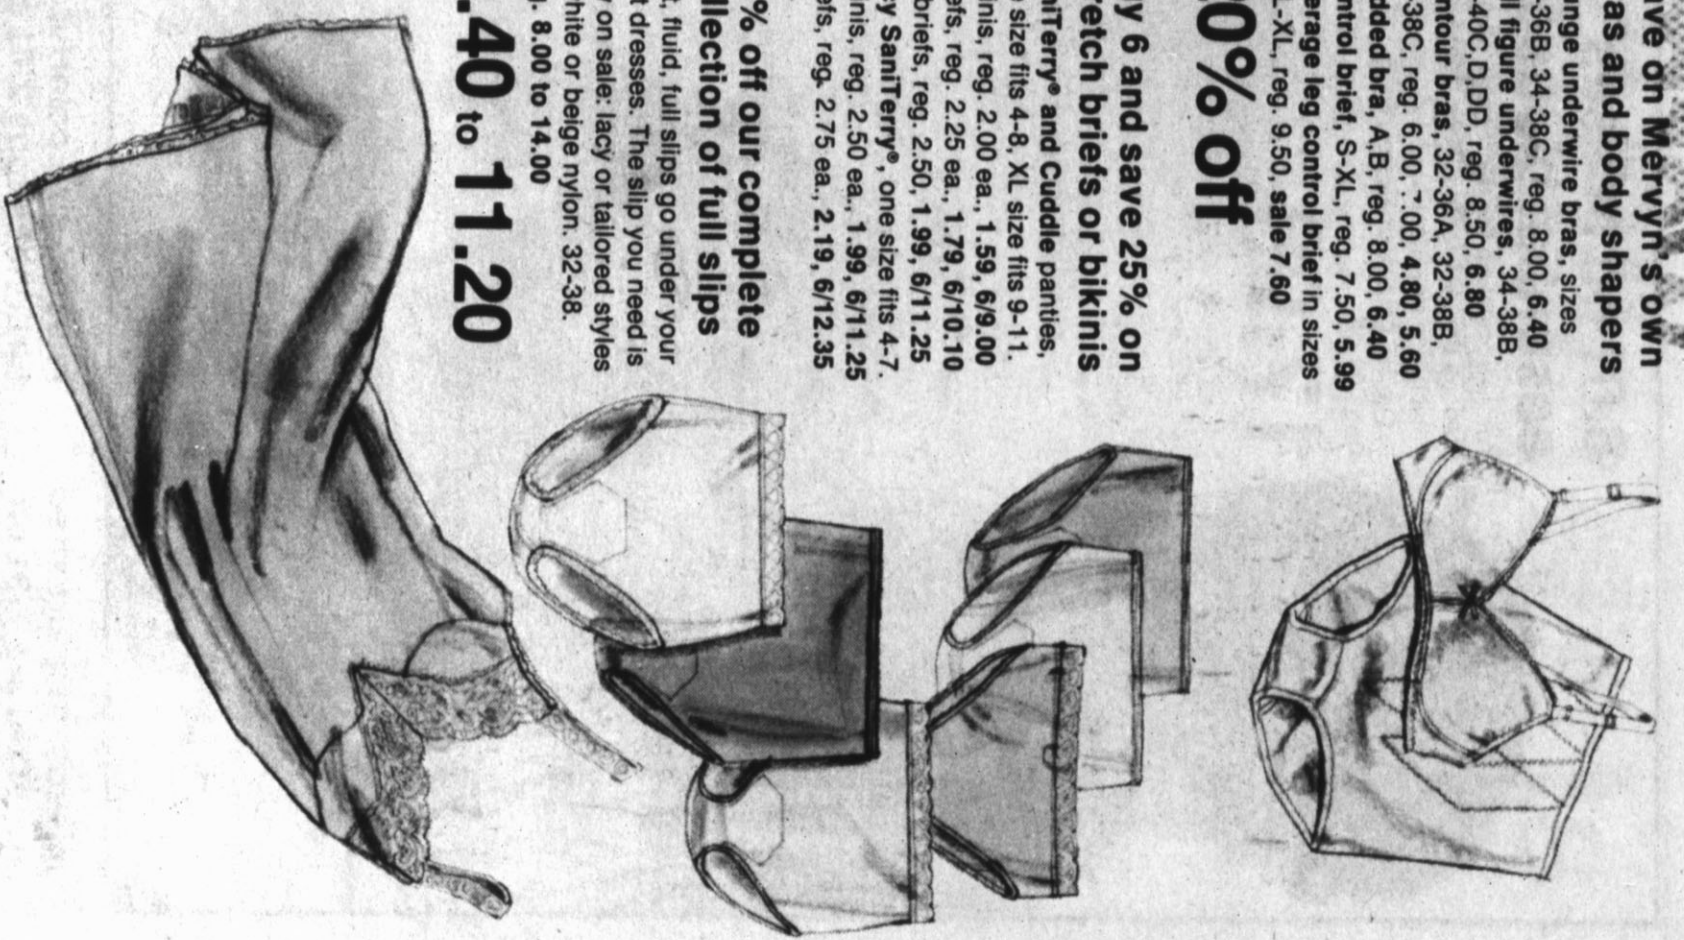 ave on Mervyn's own
as and body shapers
nge underwire bras, sizes
-36B, 34-38C, reg. 8.00, 6.40
ll figure underwires, 34-38B,
-40C,D,DD, reg. 8.50, 6.80
ntour bras, 32-36A, 32-38B,
-38C, reg. 6.00, 7.00, 4.80, 5.60
dded bra, A,B, reg. 8.00, 6.40
ntrol brief, S-XL, reg. 7.50, 5.99
erage leg control brief in sizes
L-XL, reg. 9.50, sale 7.60
0% off
y 6 and save 25% on
retch briefs or bikinis
niTerry® and Cuddle panties,
size fits 4-8, XL size fits 9-11.
inis, reg. 2.00 ea., 1.59, 6/9.00
efs, reg. 2.25 ea., 1.79, 6/10.10
briefs, reg. 2.50, 1.99, 6/11.25
cy SaniTerry®, one size fits 4-7.
inis, reg. 2.50 ea., 1.99, 6/11.25
efs, reg. 2.75 ea., 2.19, 6/12.35
% off our complete
llection of full slips
t, fluid, full slips go under your
t dresses. The slip you need is
y on sale: lacy or tailored styles
hite or beige nylon. 32-38.
. 8.00 to 14.00
.40 to 11.20